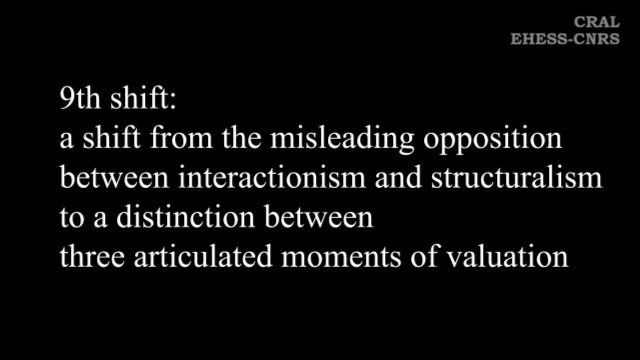 CRAL
EHESS-CNRS
9th shift:
a shift from the misleading opposition
between interactionism and structuralism
to a distinction between
three articulated moments of valuation